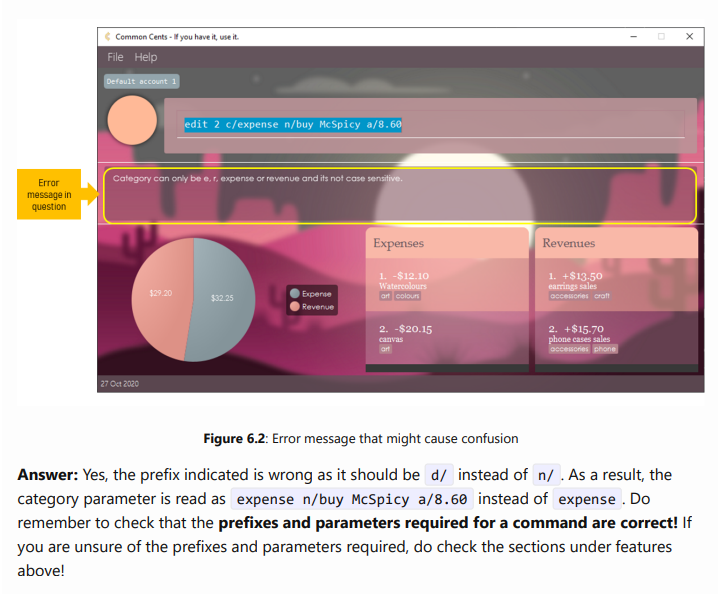 Common Cents - If you have it, use it.
File Help
Default account 1
edit 2 c/expense n/buy McSpicy a/8.60
Error
message in
question
Category can only be e, r, expense or revenue and its not case sensitive.
$29.20
$32.25
Expense
Revenue
Expenses
1. -$12.10
Watercolours
art colours
2. -$20.15
canvas
art
Revenues
1. +$13.50
earrings sales
accessories craft
2. +$15.70
phone cases sales
accessories phone
27 Oct 2020
Figure 6.2: Error message that might cause confusion
Answer: Yes, the prefix indicated is wrong as it should be d/ instead of n/ . As a result, the
category parameter is read as expense n/buy McSpicy a/8.60 instead of expense . Do
remember to check that the prefixes and parameters required for a command are correct! If
you are unsure of the prefixes and parameters required, do check the sections under features
above!